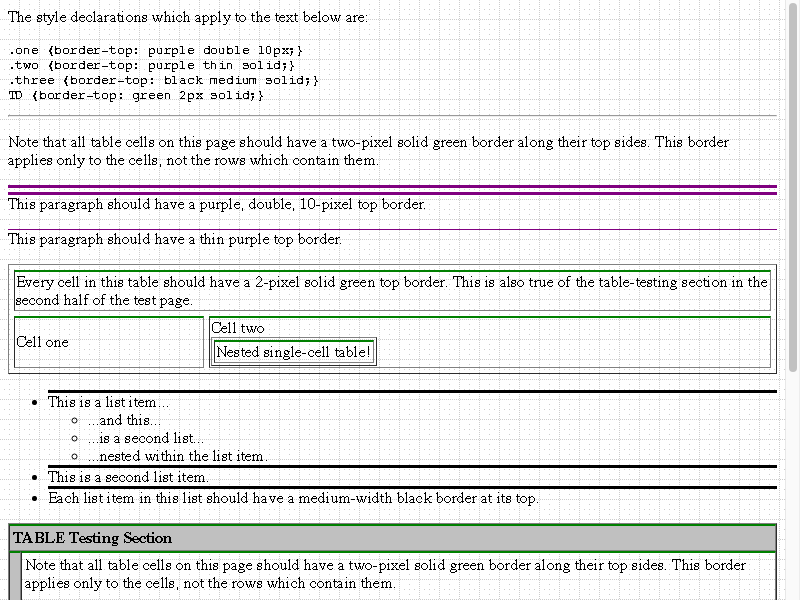 The style declarations which apply to the text below are:
.one {border-top: purple double 10px;}
.two {border-top: purple thin solid;}
.three {border-top: black medium solid;}
TD {border-top: green 2px solid;}
Note that all table cells on this page should have a two-pixel solid green border along their top sides. This border
applies only to the cells, not the rows which contain them.
This paragraph should have a purple, double, 10-pixel top border.
This paragraph should have a thin purple top border.
Every cell in this table should have a 2-pixel solid green top border. This is also true of the table-testing section in the
second half of the test page.
Cell one
Cell two
Nested single-cell table!
This is a list item...
...and this...
...is a second list...
...nested within the list item.
This is a second list item.
Each list item in this list should have a medium-width black border at its top.
TABLE Testing Section
Note that all table cells on this page should have a two-pixel solid green border along their top sides. This border
applies only to the cells, not the rows which contain them.